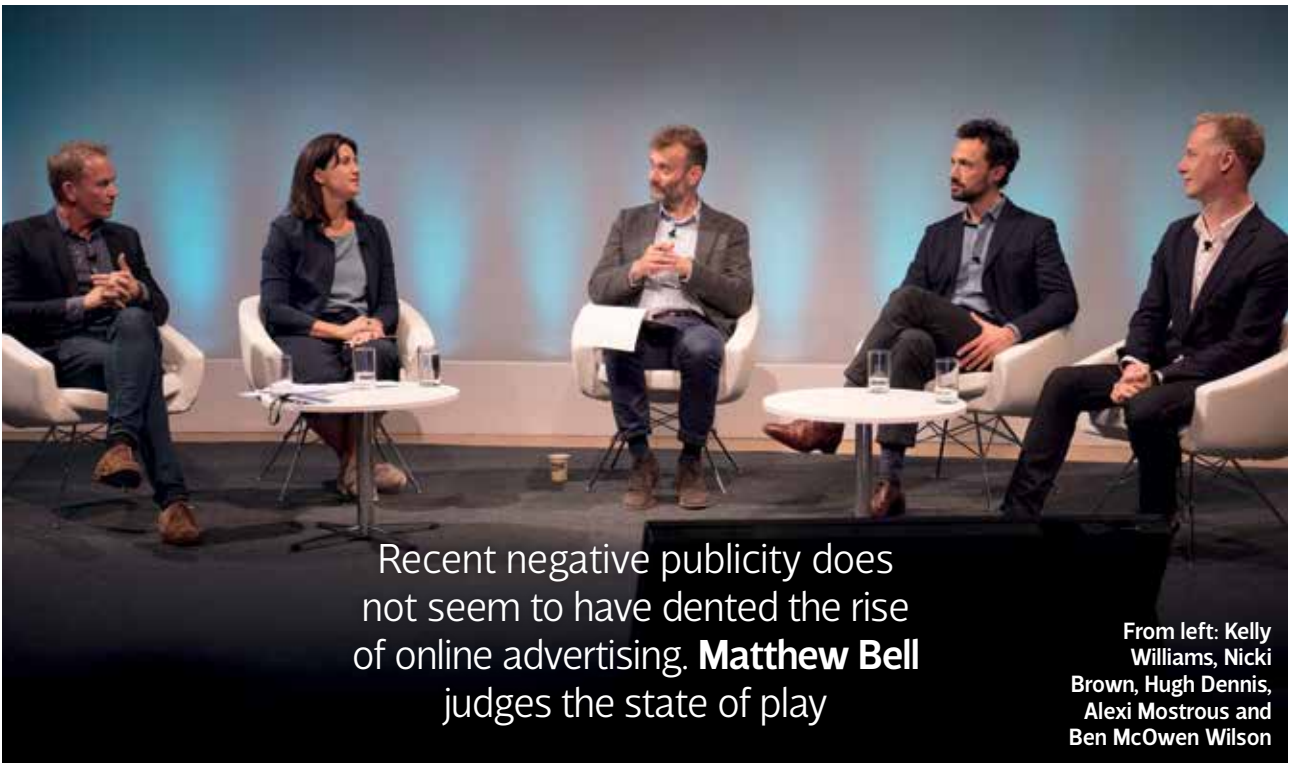 Recent negative publicity does
not seem to have dented the rise
of online advertising. Matthew Bell
judges the state of play
From left: Kelly
Williams, Nicki
Brown, Hugh Dennis,
Alexi Mostrous and
Ben McOwen Wilson